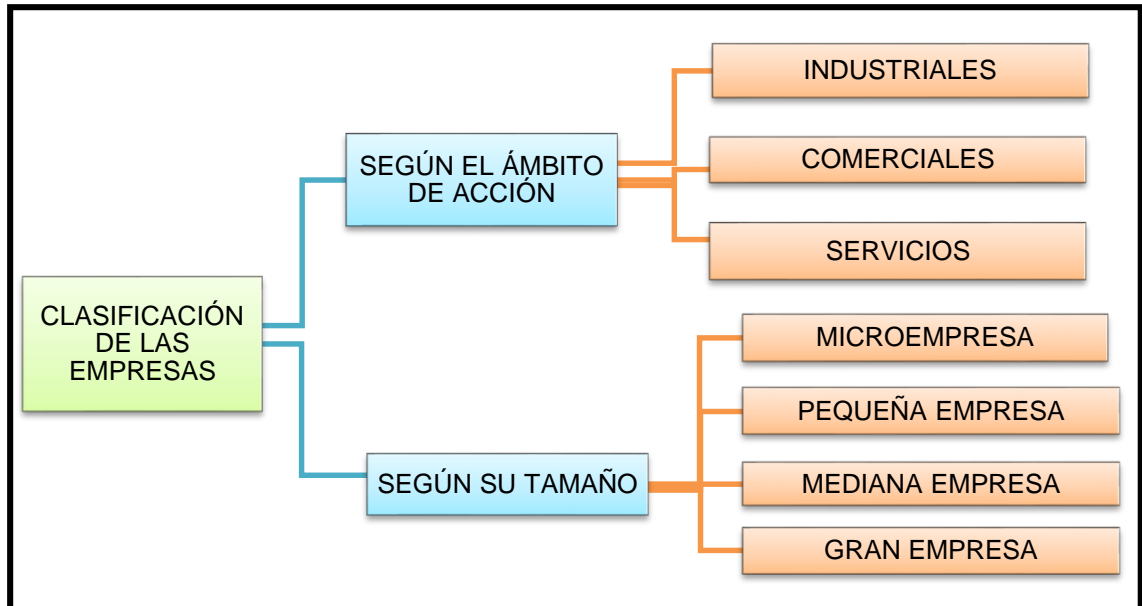 CLASIFICACIÓN
DE LAS
EMPRESAS
SEGÚN EL ÁMBITO
DE ACCIÓN
INDUSTRIALES
COMERCIALES
SERVICIOS
SEGÚN SU TAMAÑO
MICROEMPRESA
PEQUEÑA EMPRESA
MEDIANA EMPRESA
GRAN EMPRESA